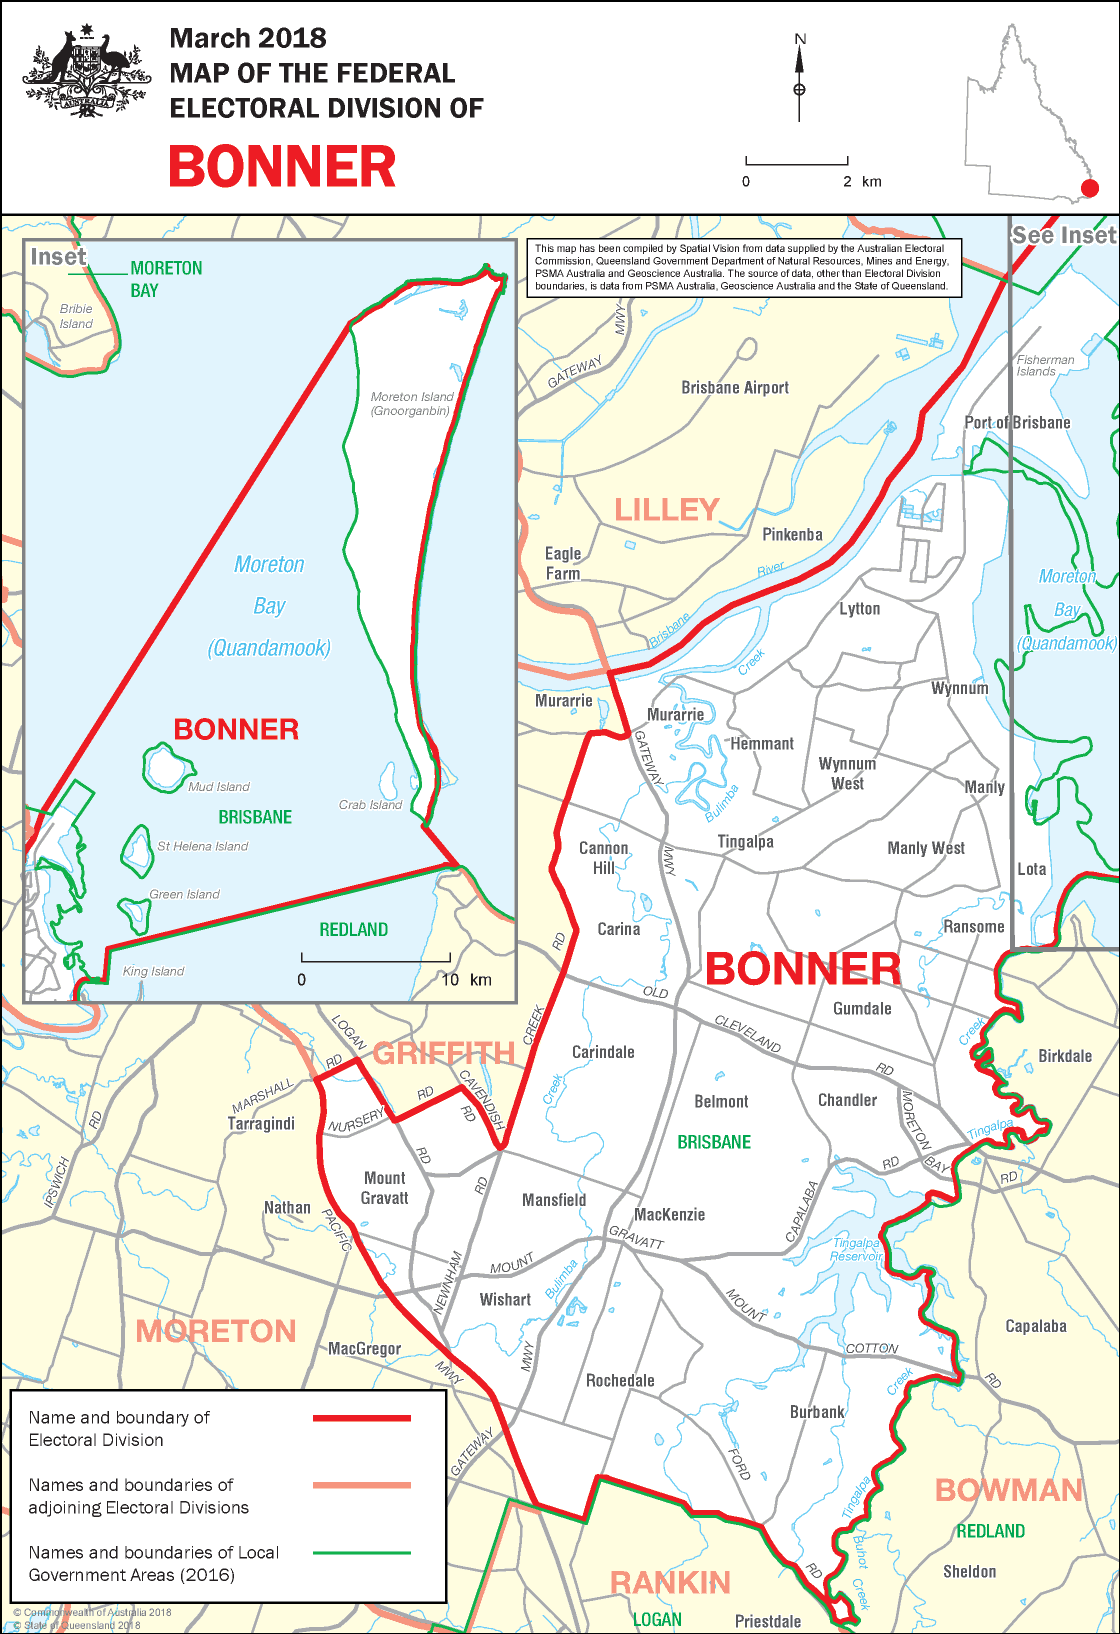 March 2018
MAP OF THE FEDERAL
ELECTORAL DIVISION OF
BONNER
AUSTRALIA
N
0 2 km
Inset
MORETON
BAY
Bribie
Island
Moreton Island
(Gnoorganbin)
Moreton
Bay
(Quandamook)
BONNER
Mud Island
BRISBANE
Crab Island
St Helena Island
Green Island
REDLAND
King Island
0 10 km
This map has been compiled by Spatial Vision from data supplied by the Australian Electoral
Commission, Queensland Government Department of Natural Resources, Mines and Energy,
PSMA Australia and Geoscience Australia. The source of data, other than Electoral Division
boundaries, is data from PSMA Australia, Geoscience Australia and the State of Queensland.
See Inset
GATEWAY
MWY
Brisbane Airport
Fisherman
Islands
Port of Brisbane
LILLEY
Pinkenba
Eagle
Farm
River
Brisbane
Moreton
Bay
(Quandamook)
Lytton
Creek
Wynnum
Murarrie
Murarrie
Hemmant
GATEWAY
Wynnum
West
Manly
Bulimba
Tingalpa
Cannon
Hill
MWY
Manly West
Lota
Carina
Ransome
RD
BONNER
OLD
Gumdale
CLEVELAND
LOGAN
RD
GRIFFITH
CREEK
Carindale
Creek
RD
Birkdale
MARSHALL
RD
CAVENDISH
RD
Creek
Belmont
Chandler
MORETON
Tarragindi
NURSERY
RD
BRISBANE
Tingalpa
RD
BAY
RD
IPSWICH
RD
Mount
Gravatt
RD
Mansfield
MacKenzie
CAPALABA
Nathan
PACIFIC
GRAVATT
Tingalpa
Reservoir
MOUNT
NEWNHAM
Bulimba
Wishart
MOUNT
MORETON
MacGregor
Capalaba
COTTON
MWY
MWY
Rochedale
Creek
RD
Burbank
Name and boundary of
Electoral Division
Names and boundaries of
adjoining Electoral Divisions
Names and boundaries of Local
Government Areas (2016)
GATEWAY
FORD
Tingalpa
BOWMAN
REDLAND
Buhot
Creek
Sheldon
RD
RANKIN
LOGAN
Priestdale
© Commonwealth of Australia 2018
© State of Queensland 2018